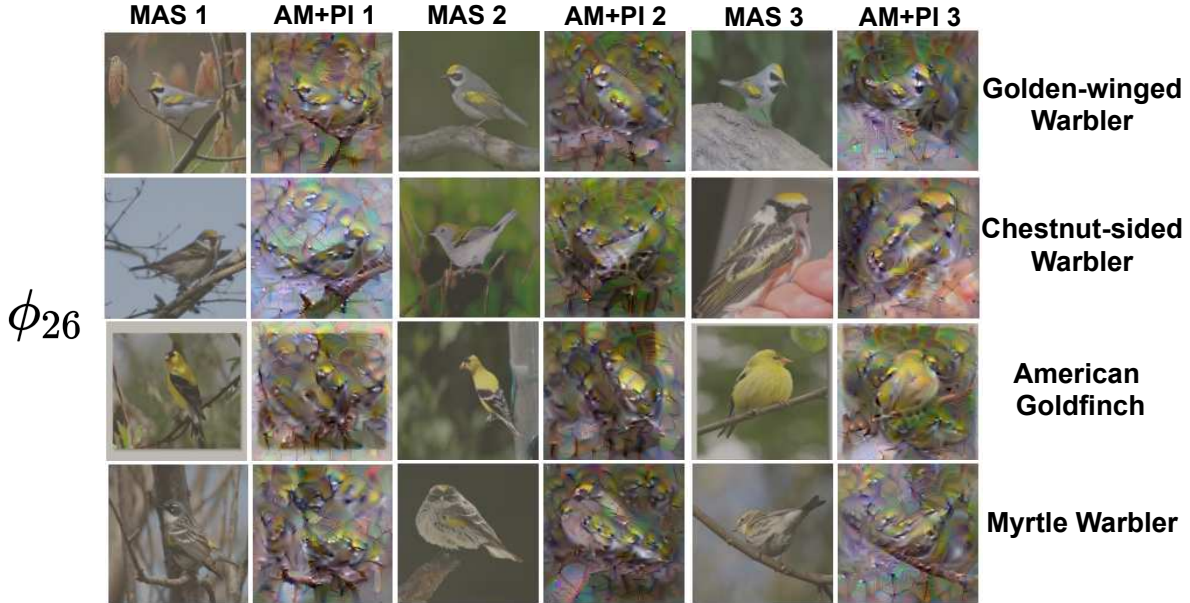 MAS 1 AM+PI 1 MAS 2 AM+PI 2 MAS 3 AM+PI 3
Golden-winged
Warbler
Chestnut-sided
Warbler
ϕ26
American
Goldfinch
Myrtle Warbler